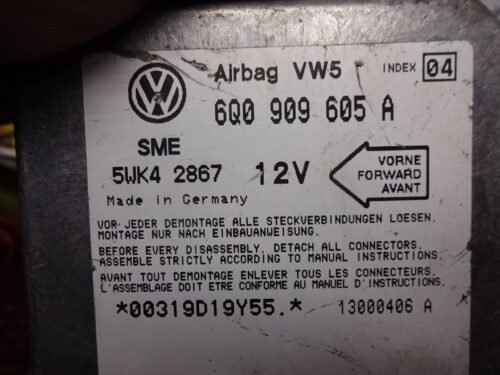 Airbag VW5 INDEX 04
6Q0 909 605 A
SME
5WK4 2867 12V
Made in Germany
VORNE
FORWARD
AVANT
VOR JEDER DEMONTAGE ALLE STECKVERBINDUNGEN LOESEN.
MONTAGE NUR NACH EINBAUANWEISUNG.
BEFORE EVERY DISASSEMBLY, DETACH ALL CONNECTORS.
ASSEMBLE STRICTLY ACCORDING TO MANUAL INSTRUCTIONS.
AVANT TOUT DEMONTAGE ENLEVER TOUS LES CONNECTEURS.
L'ASSEMBLAGE DOIT ETRE CONFORME AU MANUEL D'INSTRUCTIONS.
*00319D19Y55.* 13000406 A